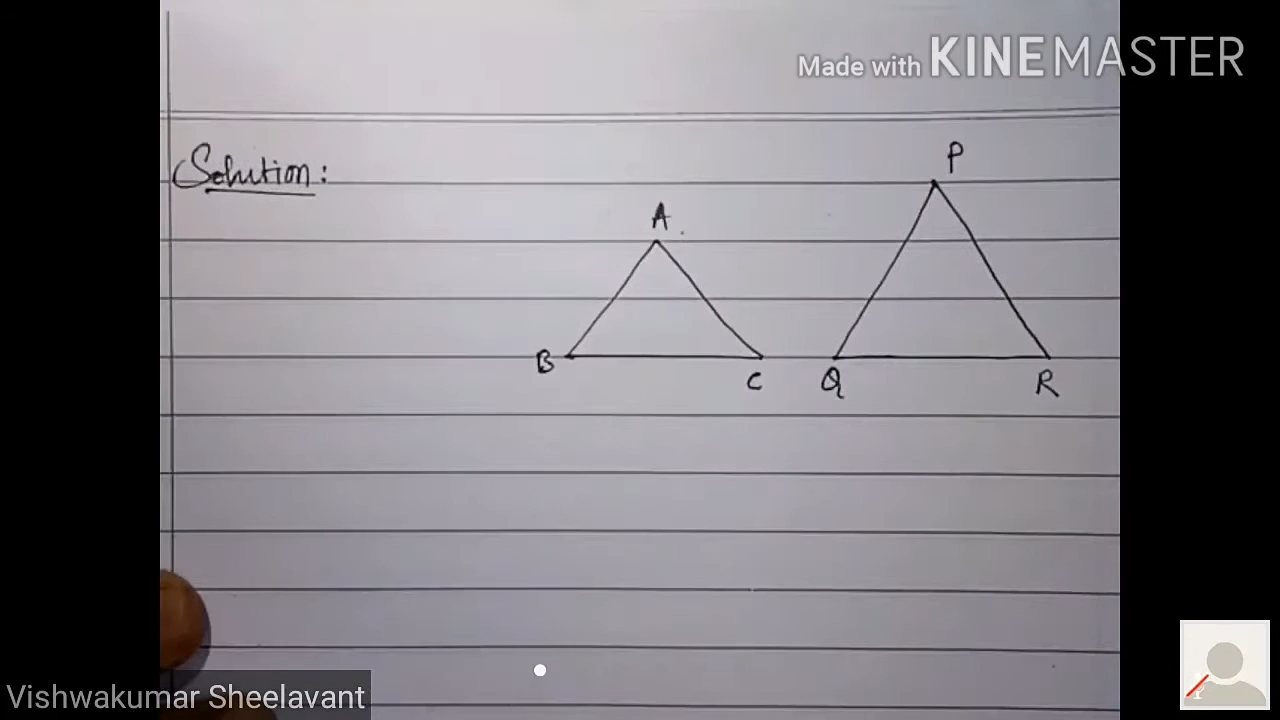 Made with KINEMASTER
Solution:
P
A
B
C
Q
R
Vishwakumar Sheelavant